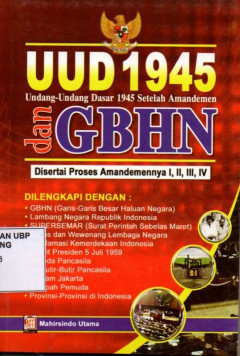 UUD 1945
Undang-Undang Dasar 1945 Setelah Amandemen
dan GBHN
Disertai Proses Amandemennya I, II, III, IV
DILENGKAPI DENGAN :
• GBHN (Garis-Garis Besar Haluan Negara)
• Lambang Negara Republik Indonesia
• SUPERSEMAR (Surat Perintah Sebelas Maret)
dan Wewenang Lembaga Negara
Kemerdekaan Indonesia
Presiden 5 Juli 1959
Pancasila
Butir-Butir Pancasila
Jakarta
Pemuda
Provinsi-Provinsi di Indonesia
AN UBP
NG
3
Mahirsindo Utama